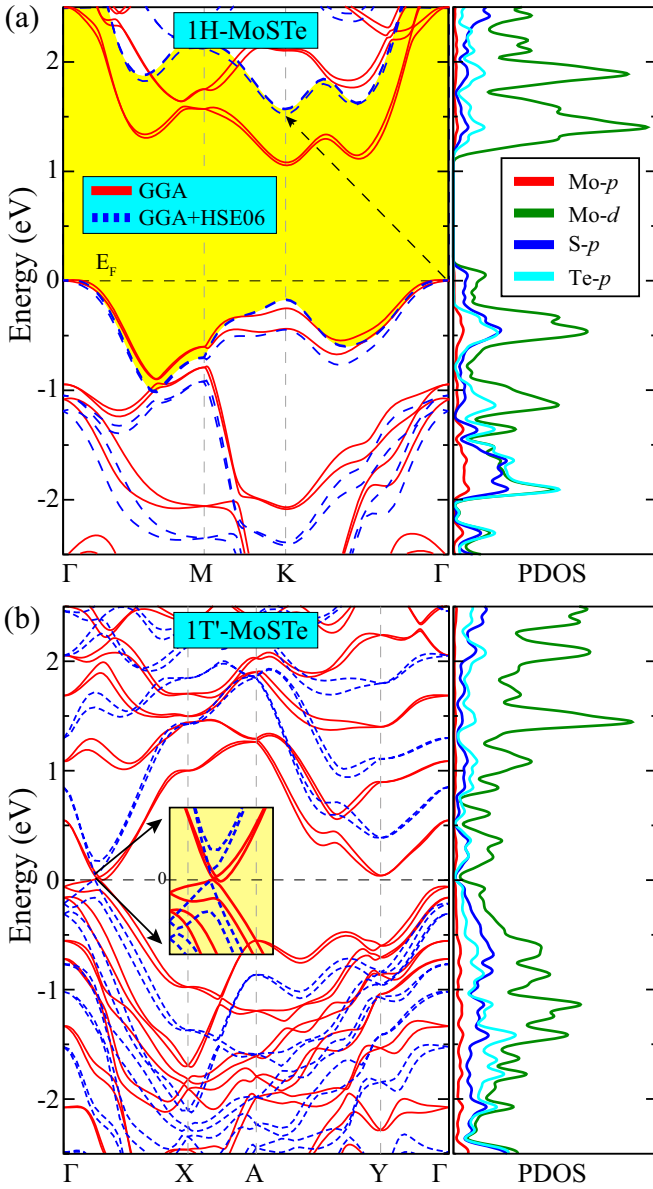 (a)
1H-MoSTe
GGA
GGA+HSE06
E_F
Energy (eV)
2
1
0
-1
-2
Γ M K Γ
Mo-p
Mo-d
S-p
Te-p
PDOS
(b)
1T'-MoSTe
Energy (eV)
2
1
0
-1
-2
0
Γ X A Y Γ
PDOS